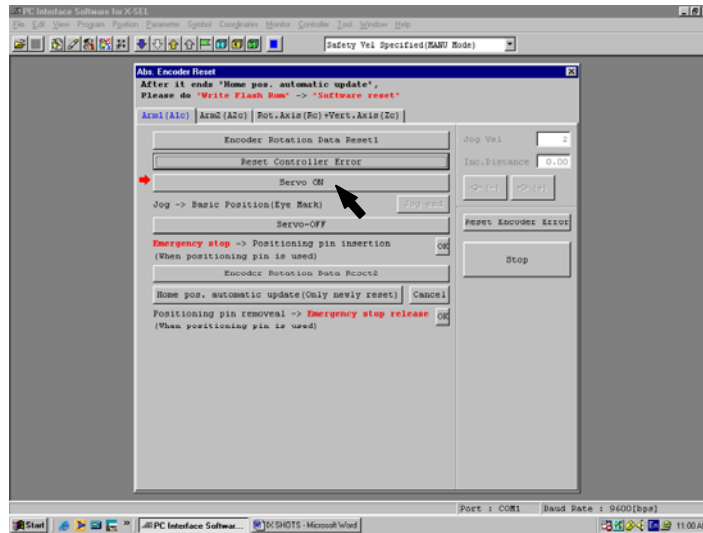 PC Interface Software for X-SEL
File Edit View Program Position Parameter Symbol Coordinates Monitor Controller Tool Window Help
Safety Vel Specified(MANU Mode)
Abs. Encoder Reset
After it ends "Home pos. automatic update",
Please do "Write Flash Rom" -> "Software reset"
Arm1(A1c) Arm2(A2c) Rot.Axis(Rc)+Vert.Axis(Zc)
Encoder Rotation Data Reset1
Reset Controller Error
Servo ON
Jog -> Basic Position(Eye Mark) Jog end
Servo-OFF
Emergency stop -> Positioning pin insertion OK
(When positioning pin is used)
Encoder Rotation Data Reset2
Home pos. automatic update(Only newly reset) Cancel
Positioning pin removeal -> Emergency stop release OK
(When positioning pin is used)
Jog Vel 2
Inc.Distance 0.00
(-) (+)
Reset Encoder Error
Stop
Port : COM1 Baud Rate : 9600[bps]
Start PC Interface Softwar... IX SHOTS - Microsoft Word 11:00 A